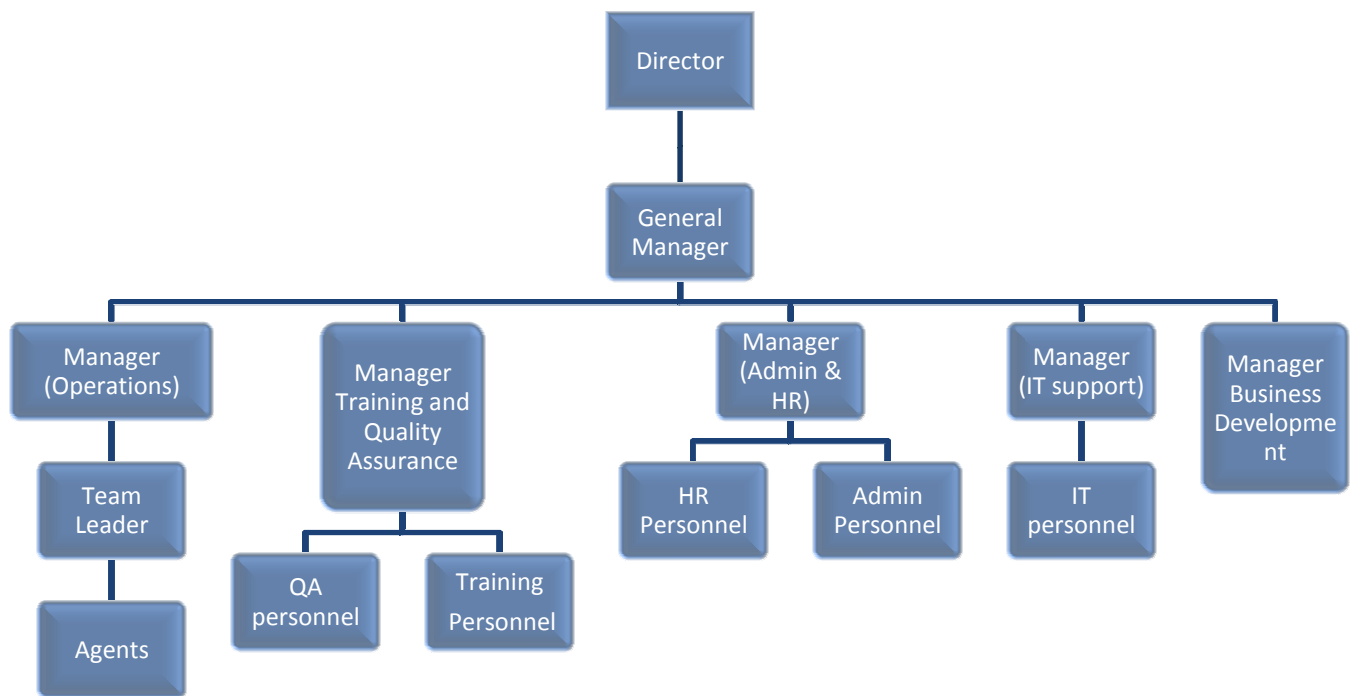 Director
General
Manager
Manager
(Operations)
Manager
Training and
Quality
Assurance
Manager
(Admin &
HR)
Manager
(IT support)
Manager
Business
Developme
nt
Team
Leader
HR
Personnel
Admin
Personnel
IT
personnel
QA
personnel
Training
Personnel
Agents